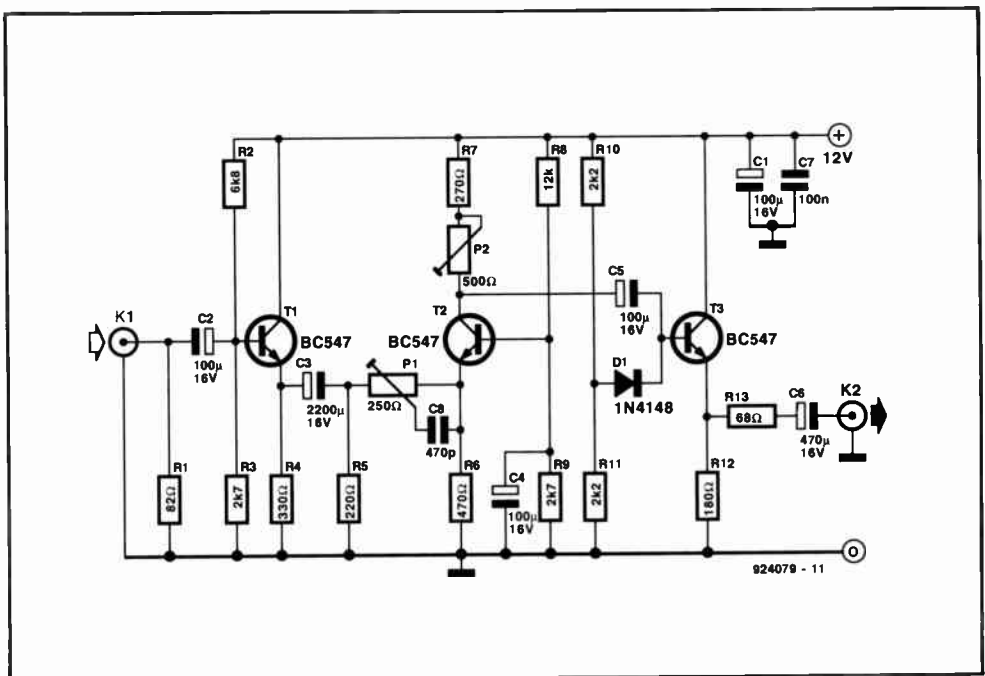 R2
6k8
R7
270Ω
P2
500Ω
R8
12k
R10
2k2
C1
100µ
16V
C7
100n
+
12V
K1
C2
100µ
16V
T1
BC547
C3
2200µ
16V
P1
250Ω
C8
470p
T2
BC547
C5
100µ
16V
D1
1N4148
T3
BC547
R13
68Ω
C6
470µ
16V
K2
R1
82Ω
R3
2k7
R4
330Ω
R5
220Ω
R6
470Ω
C4
100µ
16V
R9
2k7
R11
2k2
R12
180Ω
0
924079 - 11